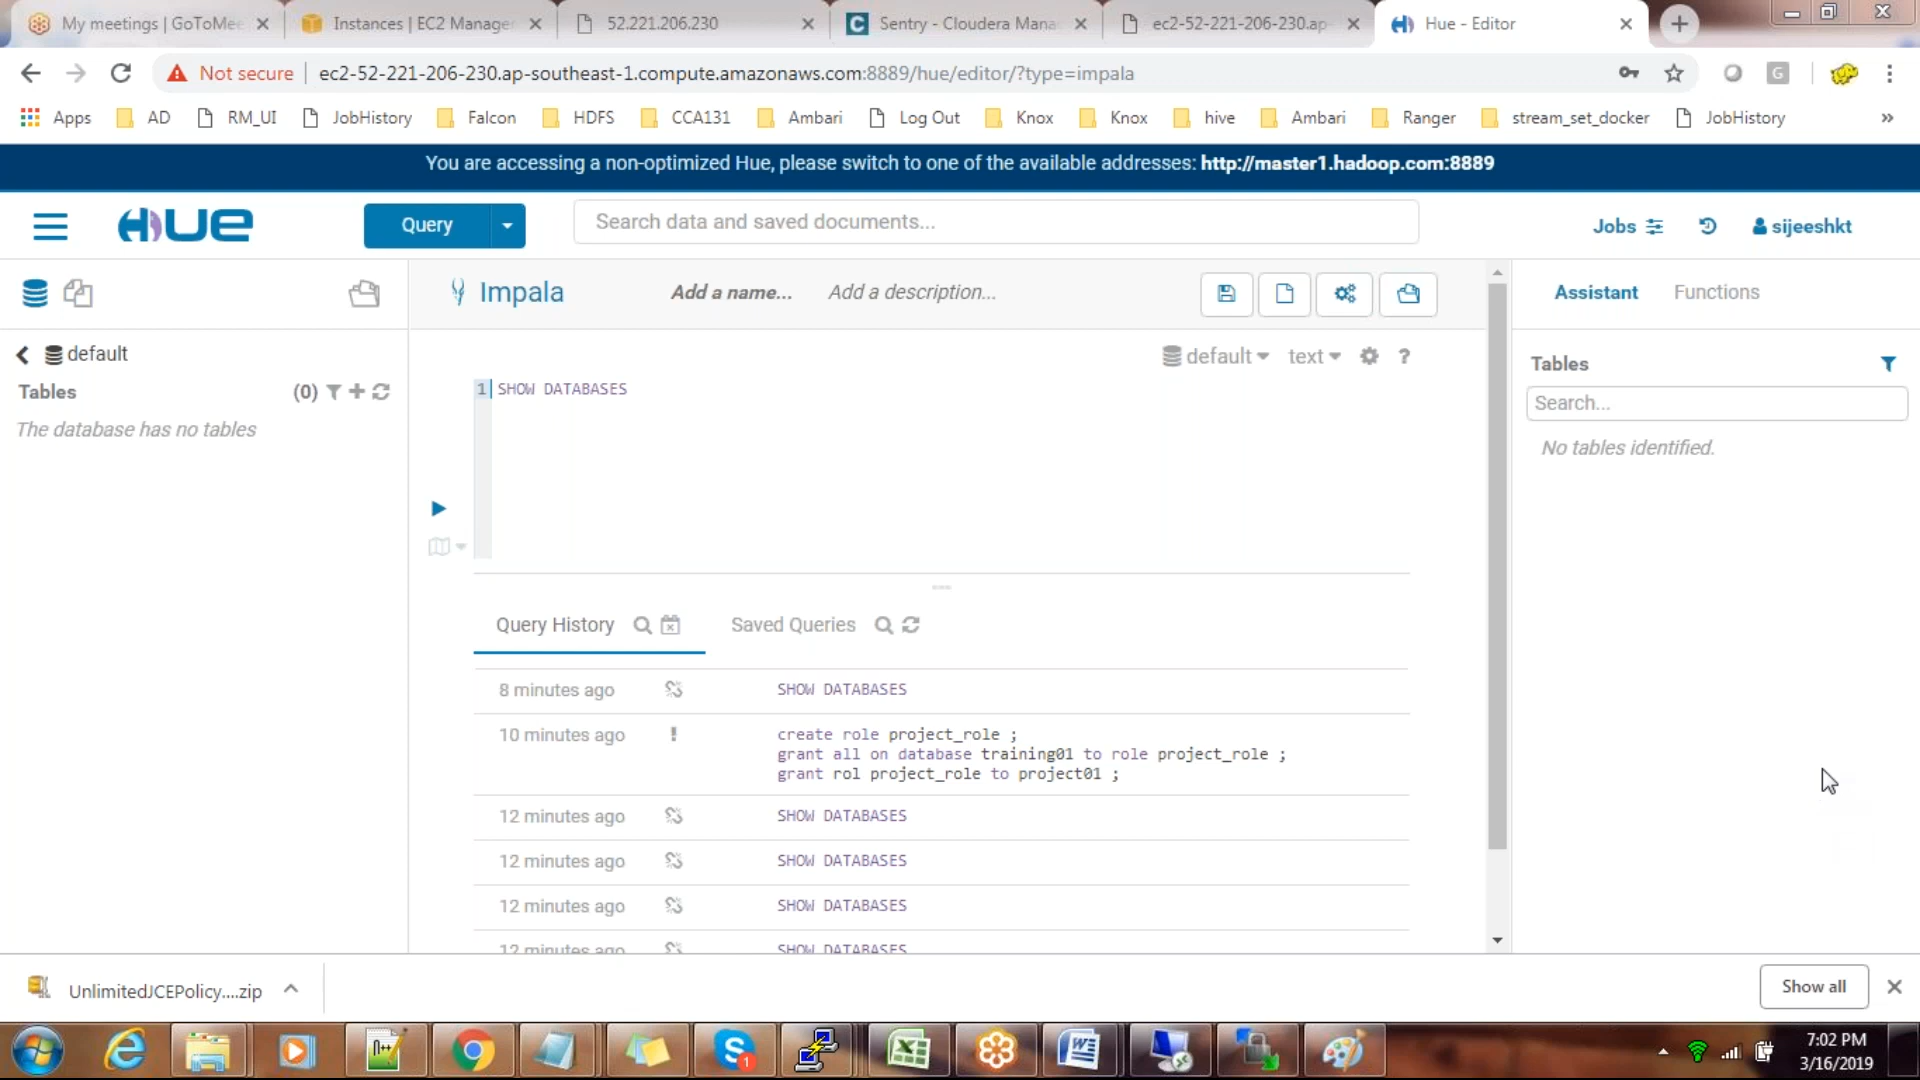 My meetings | GoToMee
Instances | EC2 Manager
52.221.206.230
Sentry - Cloudera Mana
ec2-52-221-206-230.ap
Hue - Editor
Not secure
ec2-52-221-206-230.ap-southeast-1.compute.amazonaws.com:8889/hue/editor/?type=impala
Apps
AD
RM_UI
JobHistory
Falcon
HDFS
CCA131
Ambari
Log Out
Knox
Knox
hive
Ambari
Ranger
stream_set_docker
JobHistory
»
You are accessing a non-optimized Hue, please switch to one of the available addresses: http://master1.hadoop.com:8889
HUE
Query
Search data and saved documents...
Jobs
sijeeshkt
Impala
Add a name...
Add a description...
Assistant
Functions
default
Tables
(0)
The database has no tables
default
text
?
1 SHOW DATABASES
Tables
Search...
No tables identified.
Query History
Saved Queries
8 minutes ago
SHOW DATABASES
10 minutes ago
!
create role project_role ;
grant all on database training01 to role project_role ;
grant rol project_role to project01 ;
12 minutes ago
SHOW DATABASES
12 minutes ago
SHOW DATABASES
12 minutes ago
SHOW DATABASES
12 minutes ago
SHOW DATABASES
UnlimitedJCEPolicy....zip
Show all
7:02 PM
3/16/2019